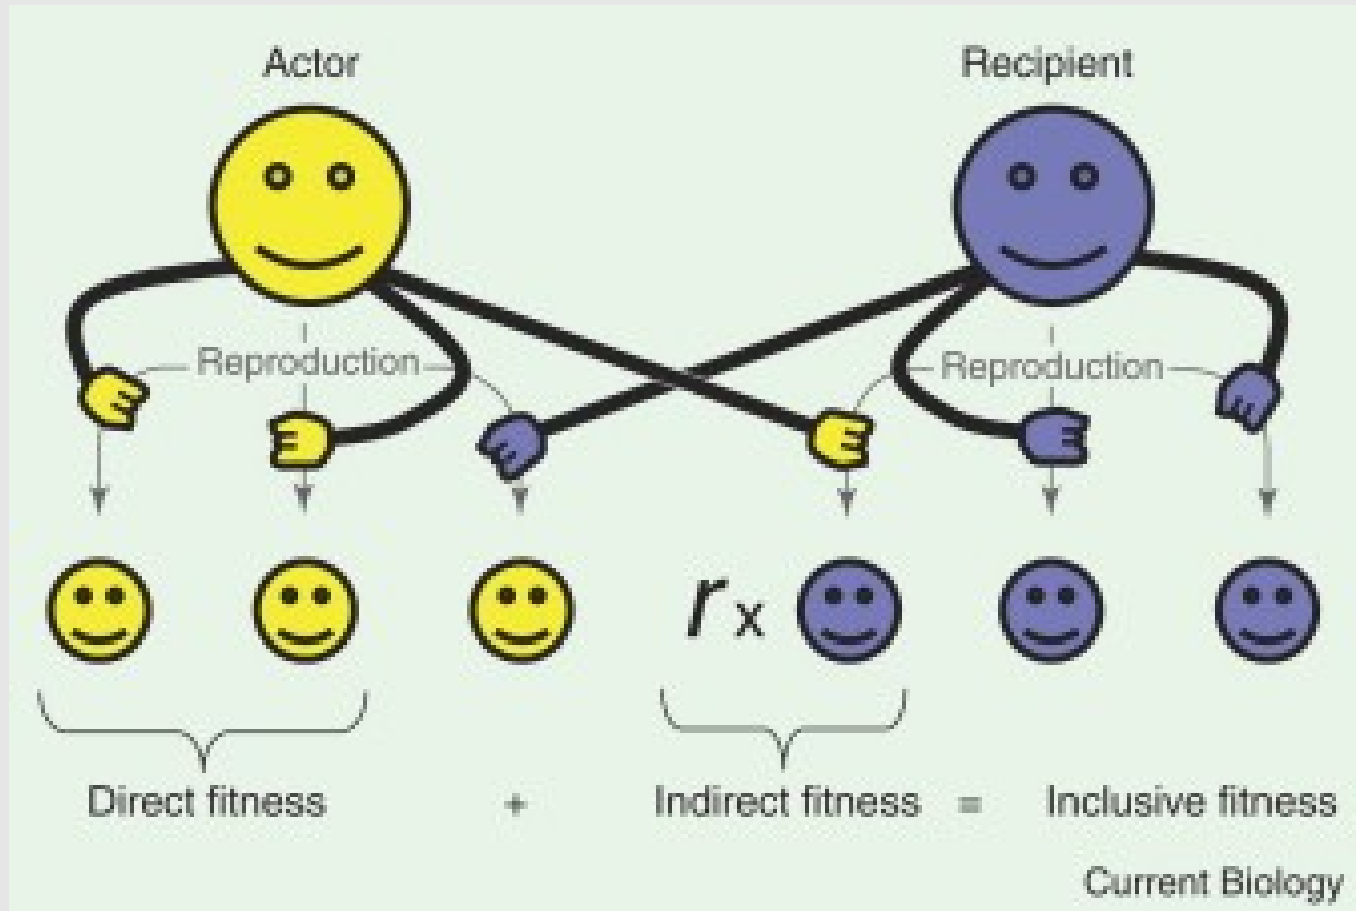 Actor
Recipient
Reproduction
Reproduction
r x
Direct fitness + Indirect fitness = Inclusive fitness
Current Biology